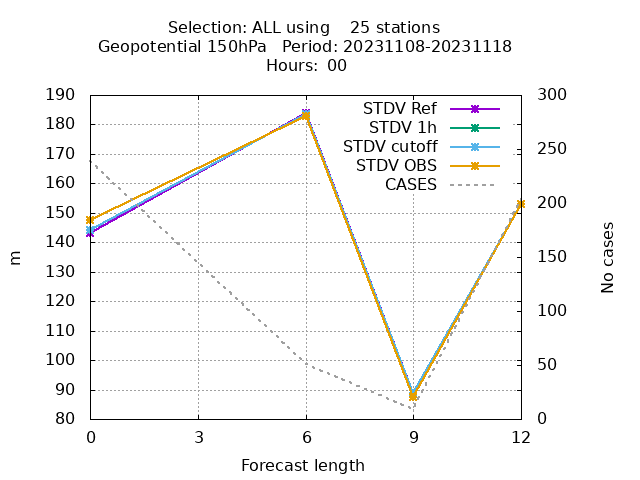 Selection: ALL using    25 stations
Geopotential 150hPa   Period: 20231108-20231118
Hours:  00
190
180
170
160
150
140
130
120
110
100
90
80
m
300
250
200
150
100
50
0
No cases
STDV Ref
STDV 1h
STDV cutoff
STDV OBS
CASES
0
3
6
9
12
Forecast length